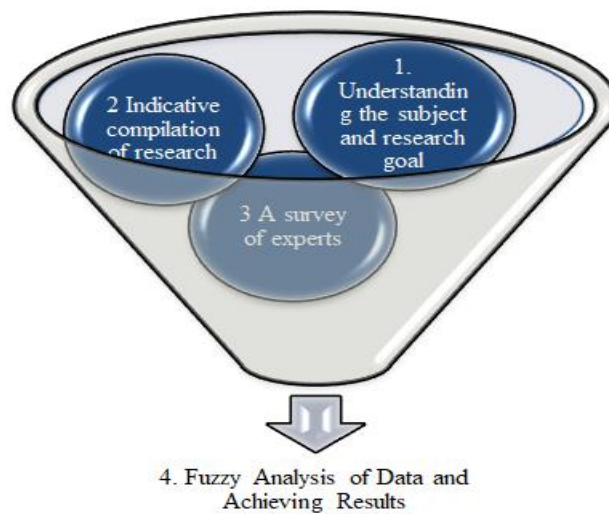 1.
Understandin
g the subject
and research
goal
2 Indicative
compilation
of research
3 A survey
of experts
4. Fuzzy Analysis of Data and
Achieving Results